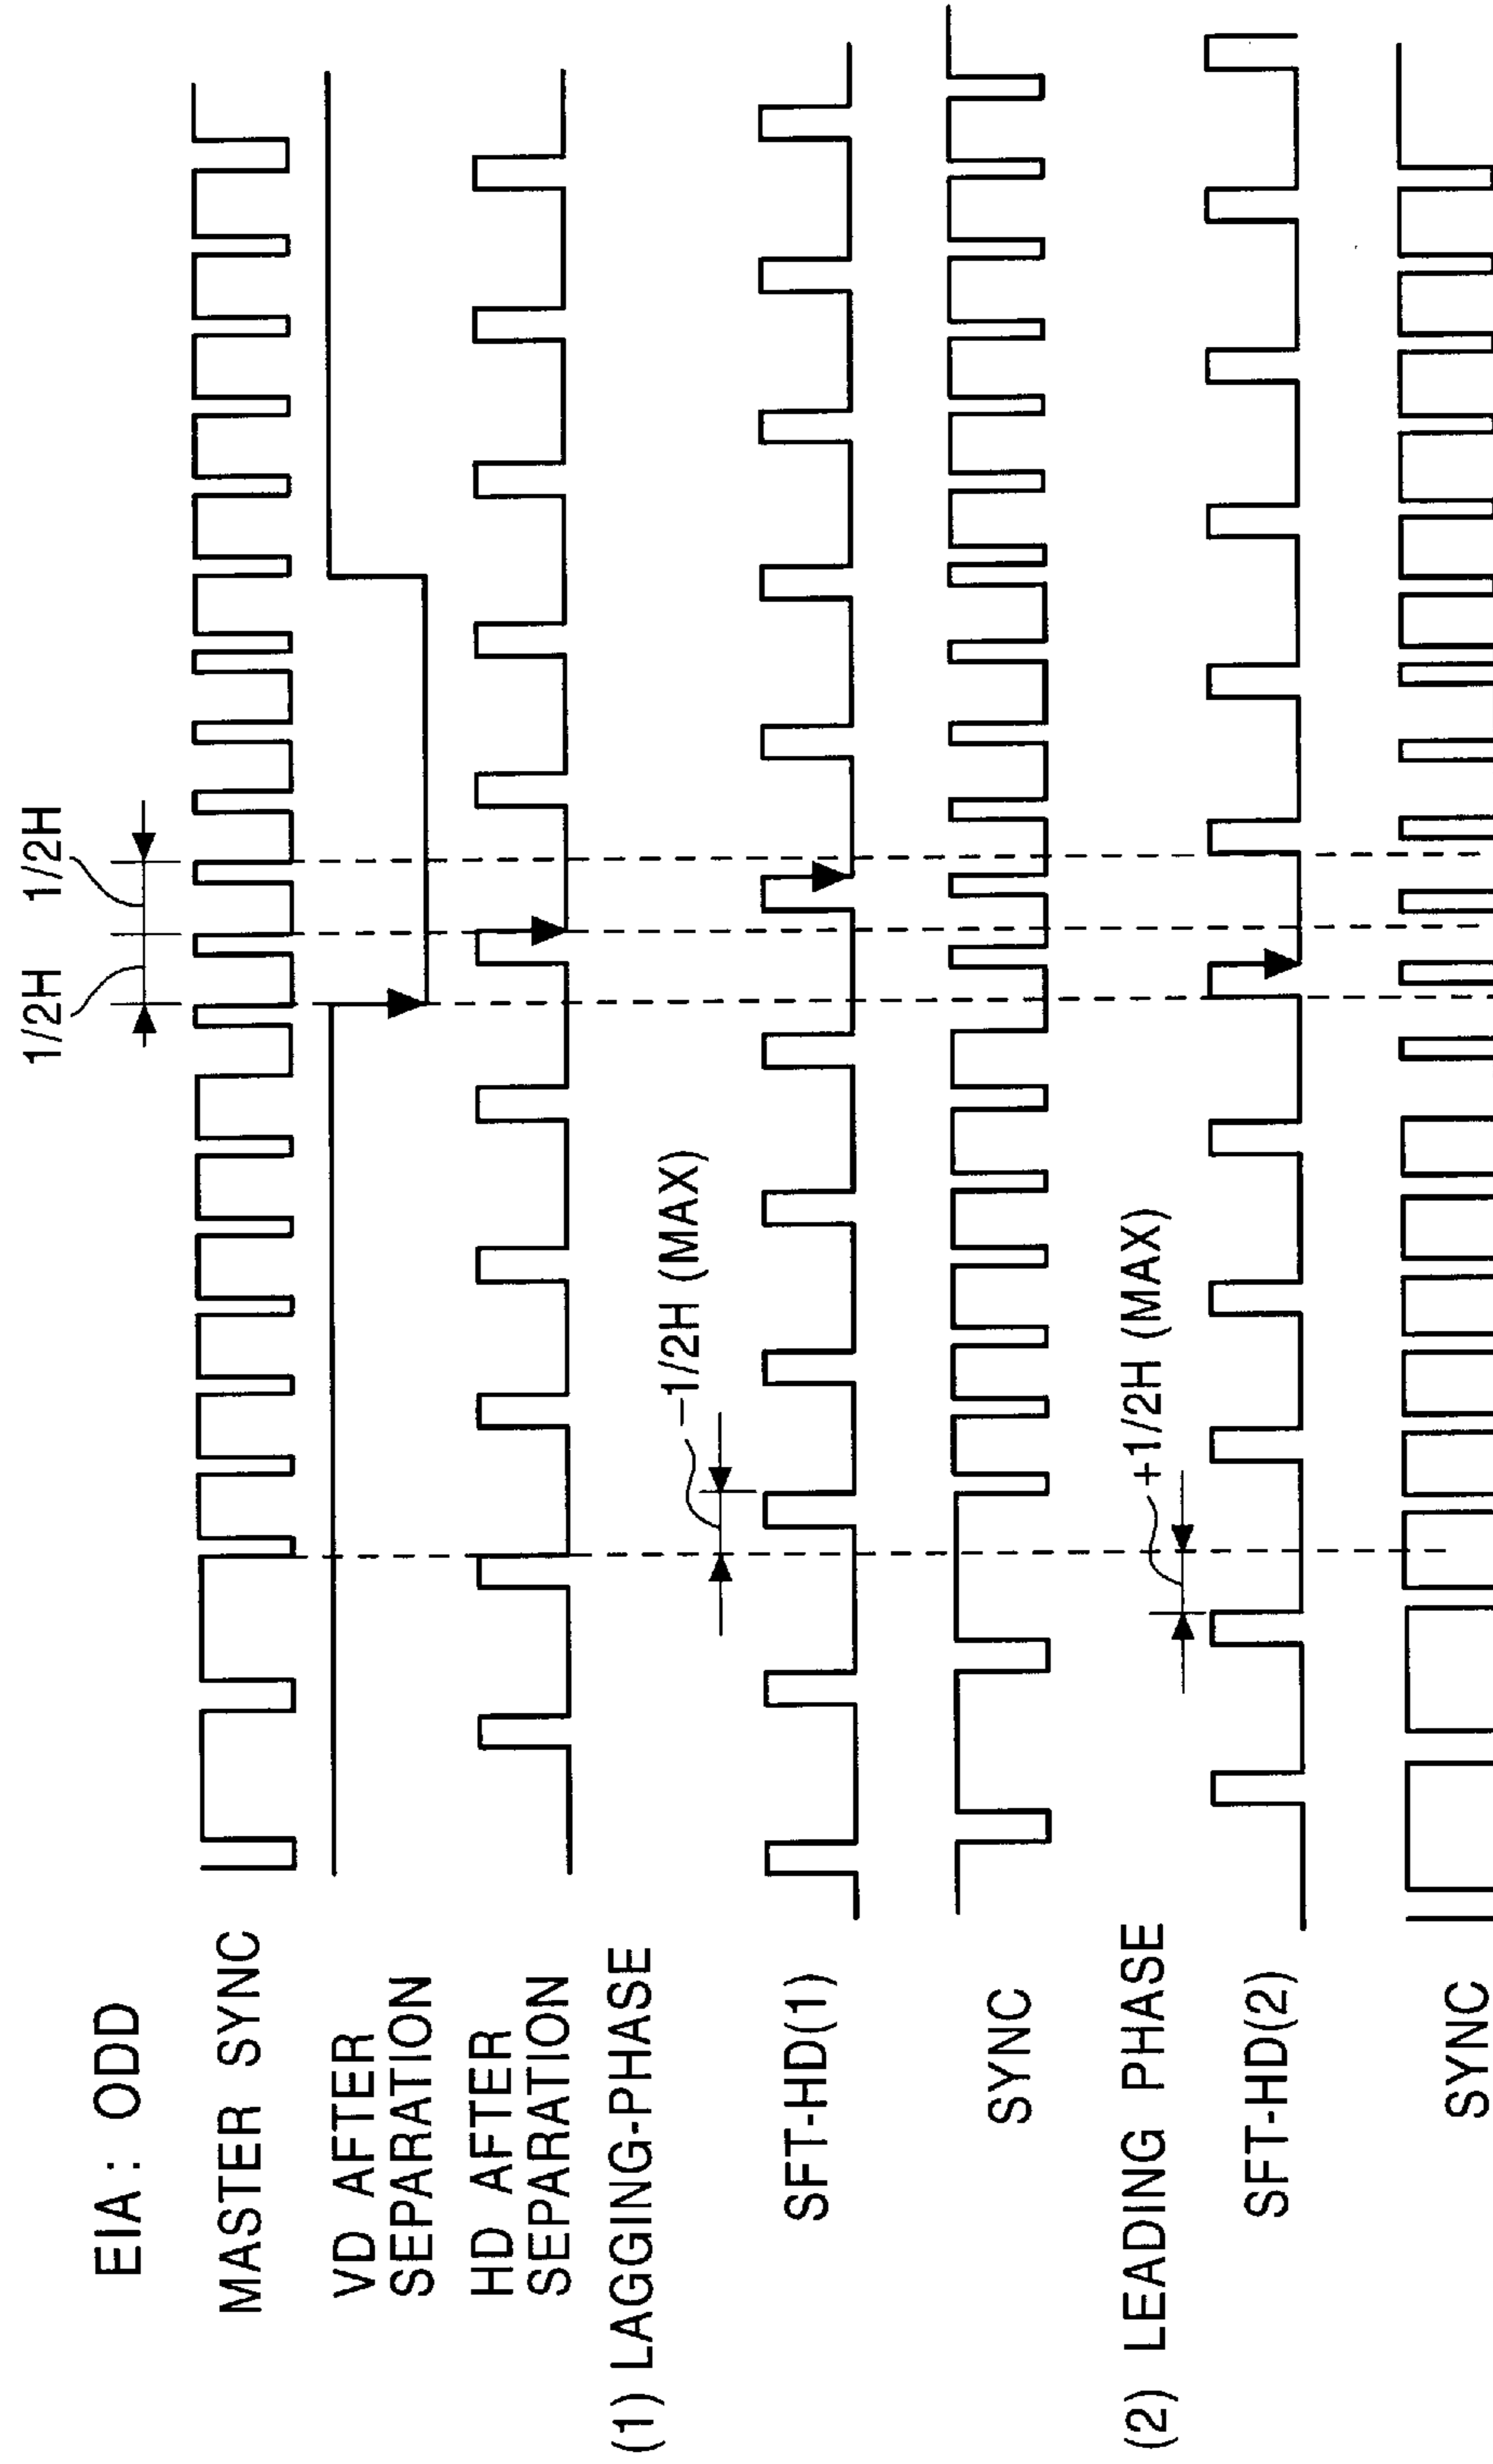 EIA : ODD
1/2H 1/2H
MASTER SYNC
VD AFTER
SEPARATION
HD AFTER
SEPARATION
(1) LAGGING-PHASE
−1/2H (MAX)
SFT-HD(1)
SYNC
(2) LEADING PHASE
+1/2H (MAX)
SFT-HD(2)
SYNC